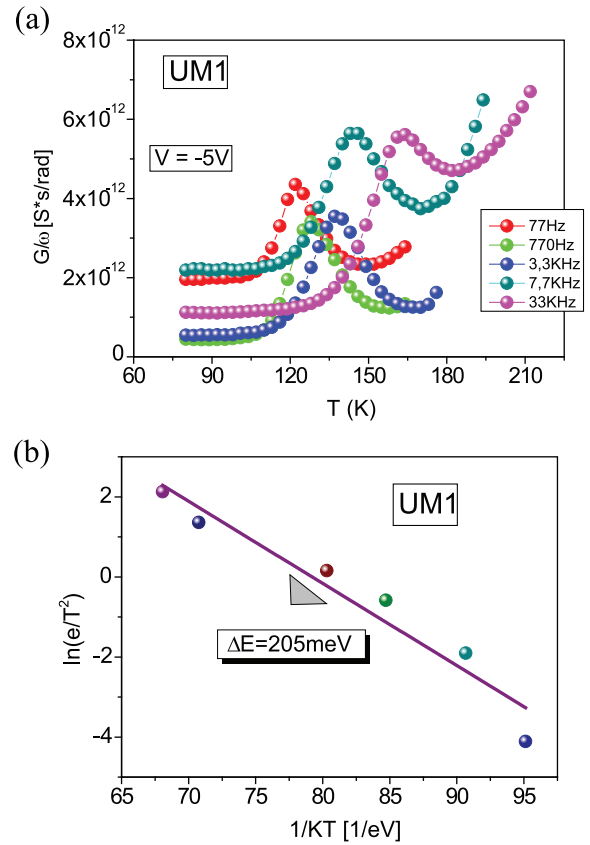 (a)
8x10⁻¹²
6x10⁻¹²
4x10⁻¹²
2x10⁻¹²
0
G/ω [S*s/rad]
UM1
V = -5V
77Hz
770Hz
3,3KHz
7,7KHz
33KHz
60 90 120 150 180 210
T (K)
(b)
2
0
-2
-4
ln(e/T²)
UM1
ΔE=205meV
65 70 75 80 85 90 95
1/KT [1/eV]